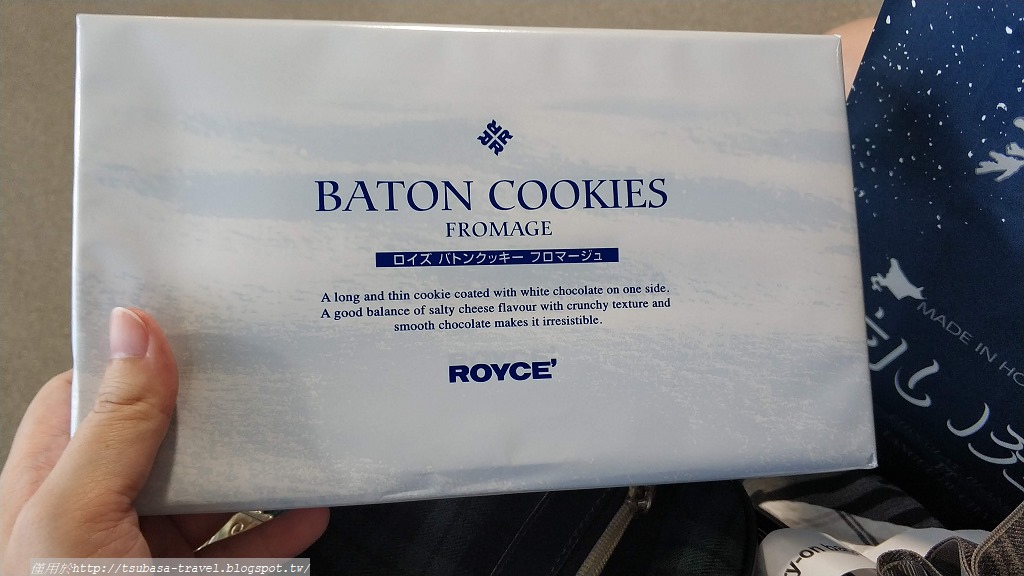 BATON COOKIES
FROMAGE
ロイズ バトンクッキー フロマージュ
A long and thin cookie coated with white chocolate on one side.
A good balance of salty cheese flavour with crunchy texture and
smooth chocolate makes it irresistible.
ROYCE'
MADE IN HO
y-on ba
僅用於http://tsubasa-travel.blogspot.tw/